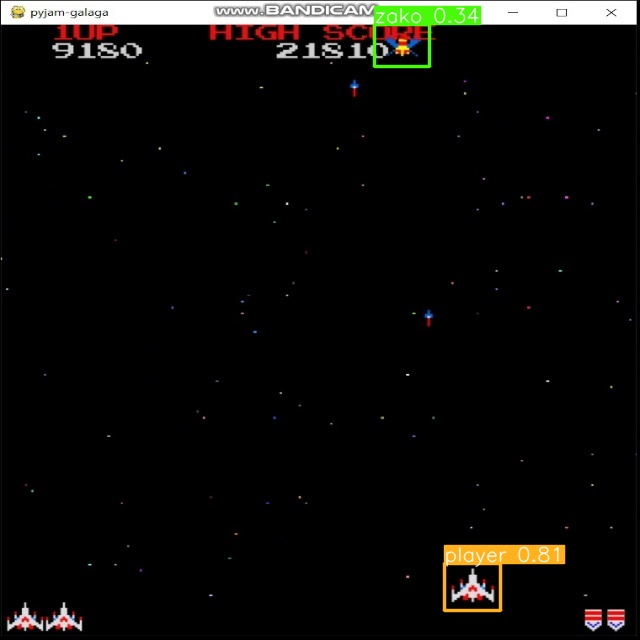 pyjam-galaga
www.BANDICAM
zako 0.34
1UP HIGH SCORE
9180 21810
player 0.81